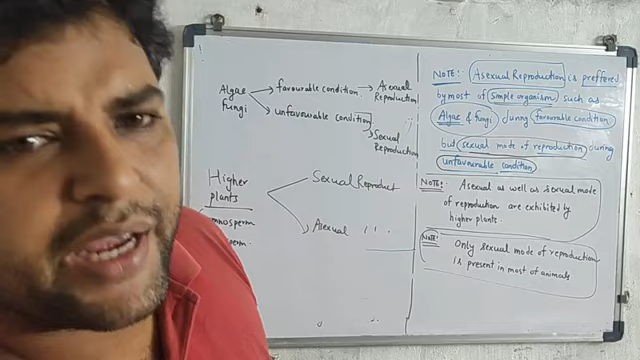 Algae
Fungi
favourable condition
Asexual
Reproduction
unfavourable condition
Sexual
Reproduction
Higher
plants
Sexual Reproduct
Asexual
mnosperm
perm.
NOTE: Asexual Reproduction is preffered
by most of simple organism such as
Algae & fungi during favourable condition
but sexual mode of reproduction during
unfavourable condition
NOTE: Asexual as well as sexual mode
of reproduction are exhibited by
higher plants.
Note: Only sexual mode of reproduction
is present in most of animals